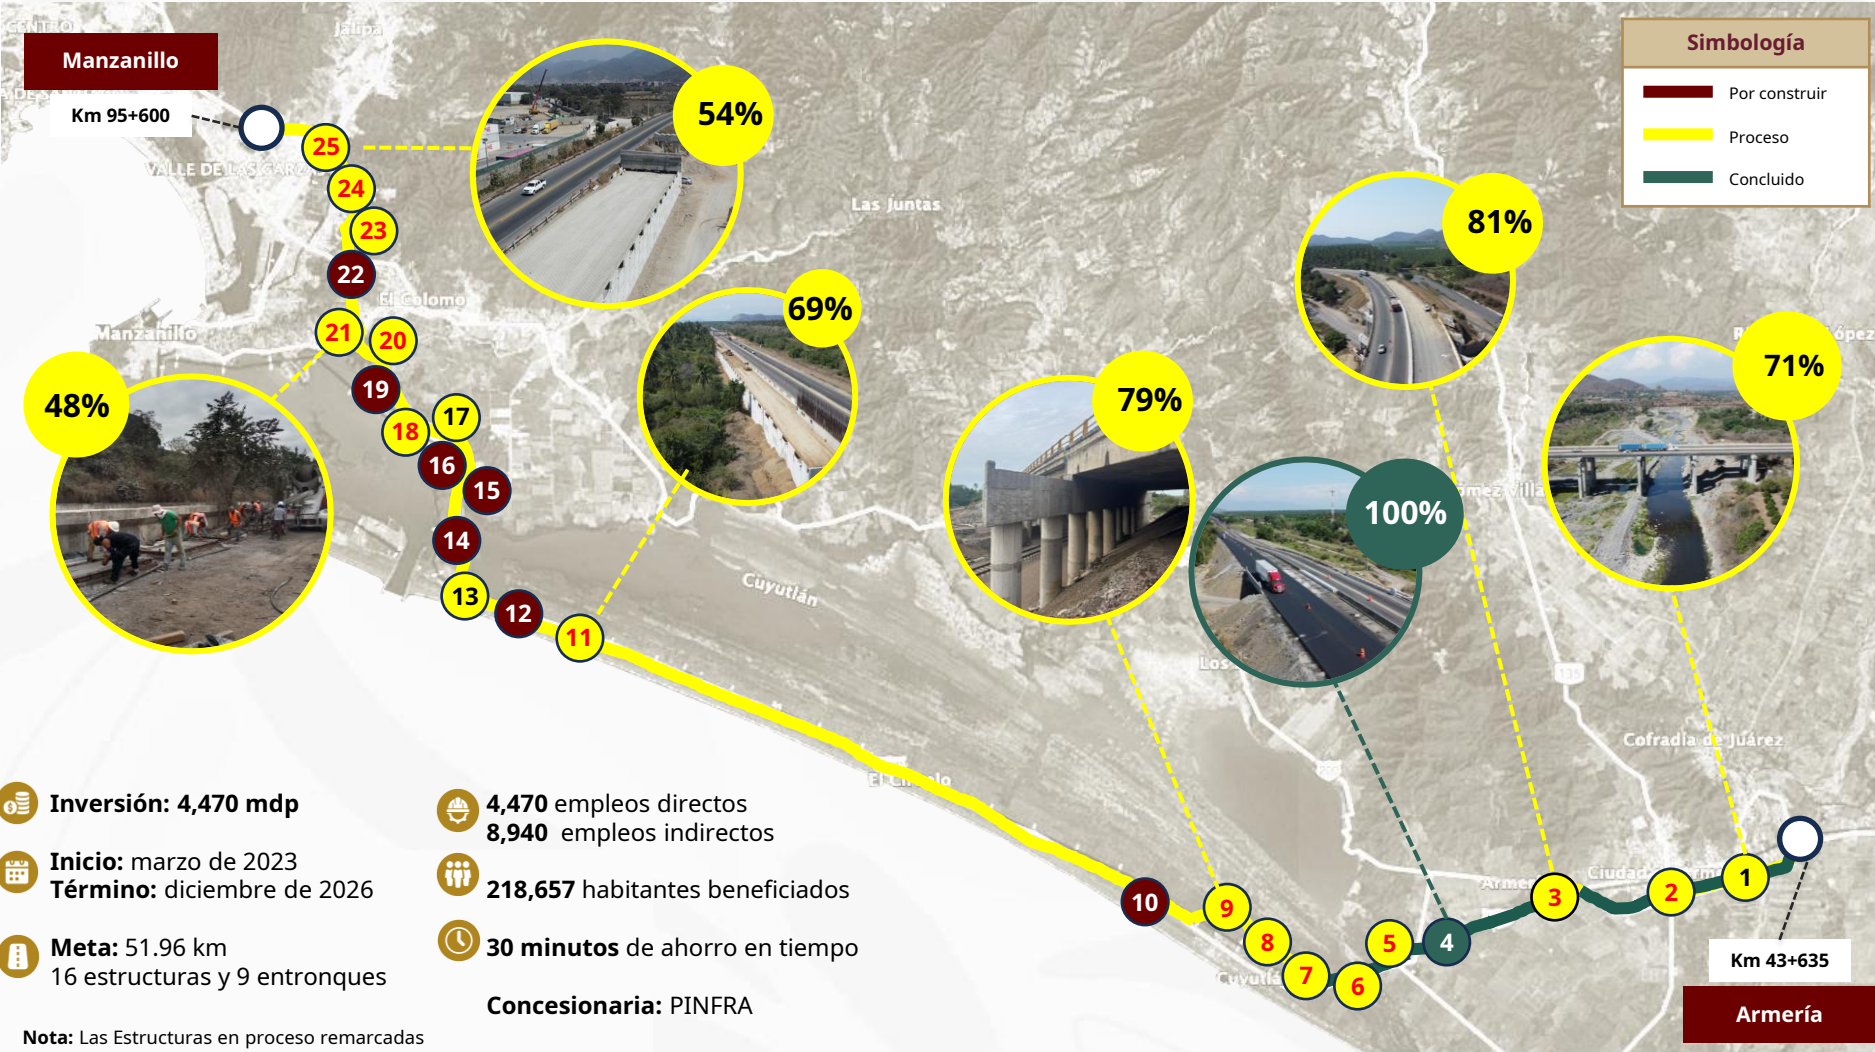 CENTRO
Jalipa
Manzanillo
Km 95+600
VALLE DE LAS GARZA
25
24
23
22
21
20
19
18
17
16
15
14
13
12
11
10
9
8
7
6
5
4
3
2
1
54%
69%
48%
79%
100%
81%
71%
Las Juntas
El Colomo
Manzanillo
Cuyutlán
Los
135
Cofradía de Juárez
Cuyutlá
Simbología
Por construir
Proceso
Concluido
Km 43+635
Armería
Inversión: 4,470 mdp
Inicio: marzo de 2023
Término: diciembre de 2026
Meta: 51.96 km
16 estructuras y 9 entronques
4,470 empleos directos
8,940 empleos indirectos
218,657 habitantes beneficiados
30 minutos de ahorro en tiempo
Concesionaria: PINFRA
Nota: Las Estructuras en proceso remarcadas